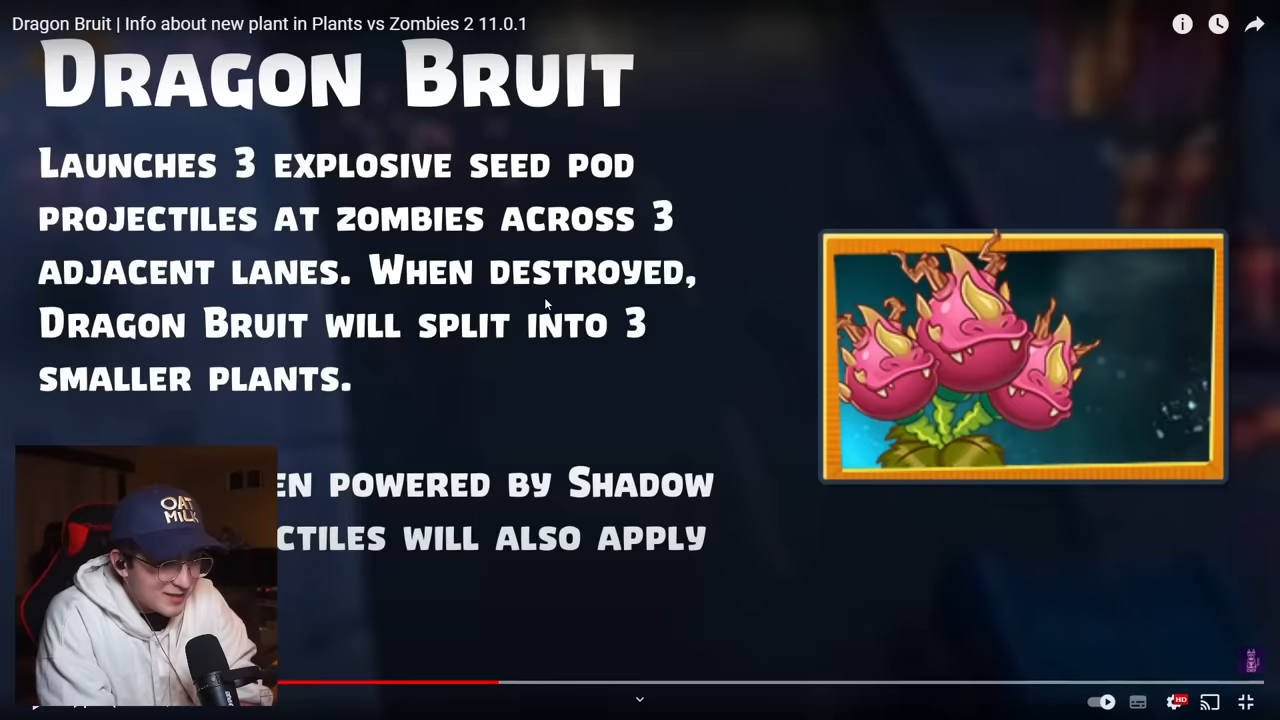 Dragon Bruit | Info about new plant in Plants vs Zombies 2 11.0.1
Dragon Bruit
Launches 3 explosive seed pod
projectiles at zombies across 3
adjacent lanes. When destroyed,
Dragon Bruit will split into 3
smaller plants.
powered by Shadow
will also apply
OAT
MILK
HD